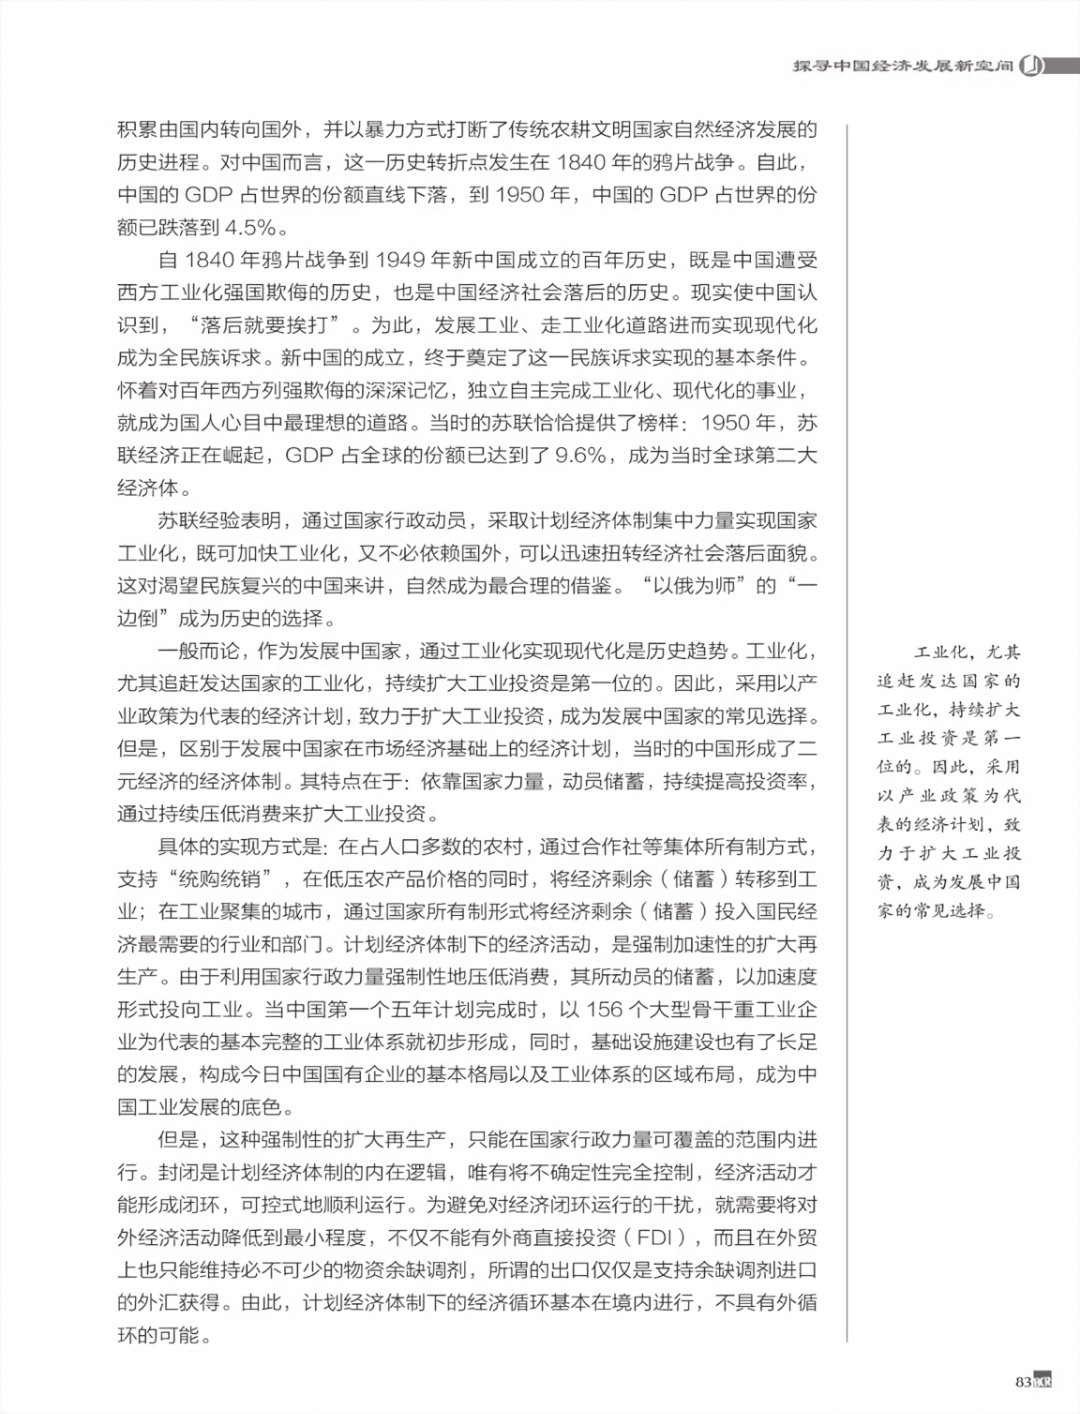 探寻中国经济发展新空间
积累由国内转向国外，并以暴力方式打断了传统农耕文明国家自然经济发展的
历史进程。对中国而言，这一历史转折点发生在 1840 年的鸦片战争。自此，
中国的 GDP 占世界的份额直线下落，到 1950 年，中国的 GDP 占世界的份
额已跌落到 4.5%。
自 1840 年鸦片战争到 1949 年新中国成立的百年历史，既是中国遭受
西方工业化强国欺侮的历史，也是中国经济社会落后的历史。现实使中国认
识到，“落后就要挨打”。为此，发展工业、走工业化道路进而实现现代化
成为全民族诉求。新中国的成立，终于奠定了这一民族诉求实现的基本条件。
怀着对百年西方列强欺侮的深深记忆，独立自主完成工业化、现代化的事业，
就成为国人心目中最理想的道路。当时的苏联恰恰提供了榜样：1950 年，苏
联经济正在崛起，GDP 占全球的份额已达到了 9.6%，成为当时全球第二大
经济体。
苏联经验表明，通过国家行政动员，采取计划经济体制集中力量实现国家
工业化，既可加快工业化，又不必依赖国外，可以迅速扭转经济社会落后面貌。
这对渴望民族复兴的中国来讲，自然成为最合理的借鉴。“以俄为师”的“一
边倒”成为历史的选择。
一般而论，作为发展中国家，通过工业化实现现代化是历史趋势。工业化，
尤其追赶发达国家的工业化，持续扩大工业投资是第一位的。因此，采用以产
业政策为代表的经济计划，致力于扩大工业投资，成为发展中国家的常见选择。
但是，区别于发展中国家在市场经济基础上的经济计划，当时的中国形成了二
元经济的经济体制。其特点在于：依靠国家力量，动员储蓄，持续提高投资率，
通过持续压低消费来扩大工业投资。
具体的实现方式是：在占人口多数的农村，通过合作社等集体所有制方式，
支持“统购统销”，在低压农产品价格的同时，将经济剩余（储蓄）转移到工
业；在工业聚集的城市，通过国家所有制形式将经济剩余（储蓄）投入国民经
济最需要的行业和部门。计划经济体制下的经济活动，是强制加速性的扩大再
生产。由于利用国家行政力量强制性地压低消费，其所动员的储蓄，以加速度
形式投向工业。当中国第一个五年计划完成时，以 156 个大型骨干重工业企
业为代表的基本完整的工业体系就初步形成，同时，基础设施建设也有了长足
的发展，构成今日中国国有企业的基本格局以及工业体系的区域布局，成为中
国工业发展的底色。
但是，这种强制性的扩大再生产，只能在国家行政力量可覆盖的范围内进
行。封闭是计划经济体制的内在逻辑，唯有将不确定性完全控制，经济活动才
能形成闭环，可控式地顺利运行。为避免对经济闭环运行的干扰，就需要将对
外经济活动降低到最小程度，不仅不能有外商直接投资（FDI），而且在外贸
上也只能维持必不可少的物资余缺调剂，所谓的出口仅仅是支持余缺调剂进口
的外汇获得。由此，计划经济体制下的经济循环基本在境内进行，不具有外循
环的可能。
工业化，尤其
追赶发达国家的
工业化，持续扩大
工业投资是第一
位的。因此，采用
以产业政策为代
表的经济计划，致
力于扩大工业投
资，成为发展中国
家的常见选择。
83